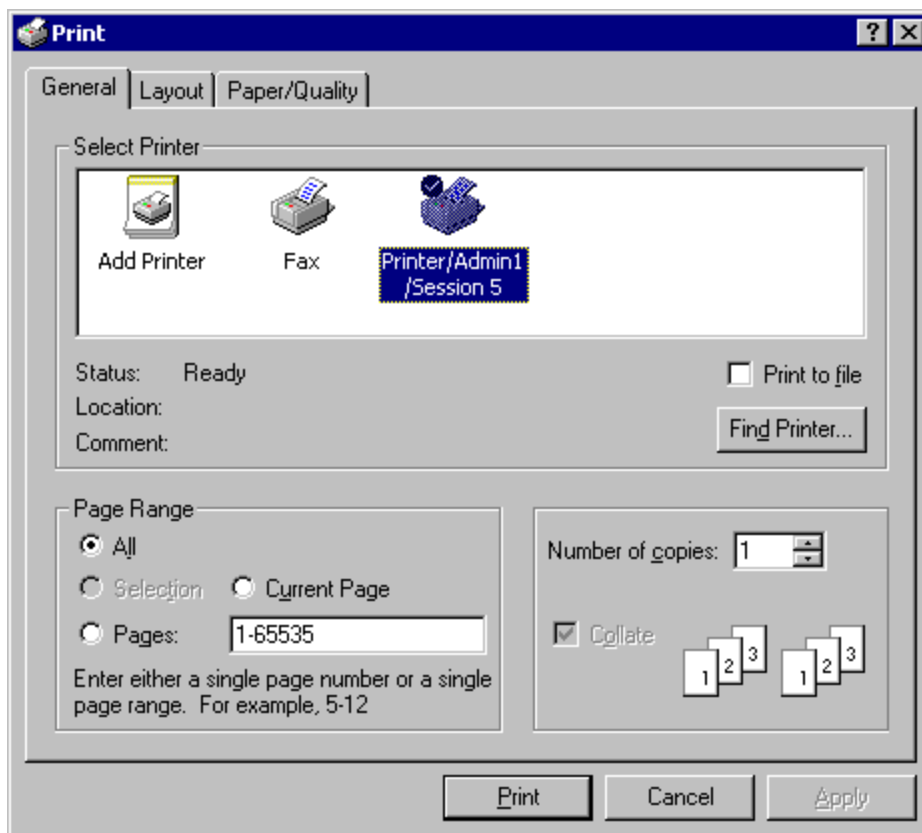 Print
General Layout Paper/Quality
Select Printer
Add Printer
Fax
Printer/Admin1
/Session 5
Status: Ready
Print to file
Location:
Comment:
Find Printer...
Page Range
All
Selection Current Page
Pages: 1-65535
Enter either a single page number or a single
page range. For example, 5-12
Number of copies: 1
Collate
1 2 3 1 2 3
Print Cancel Apply